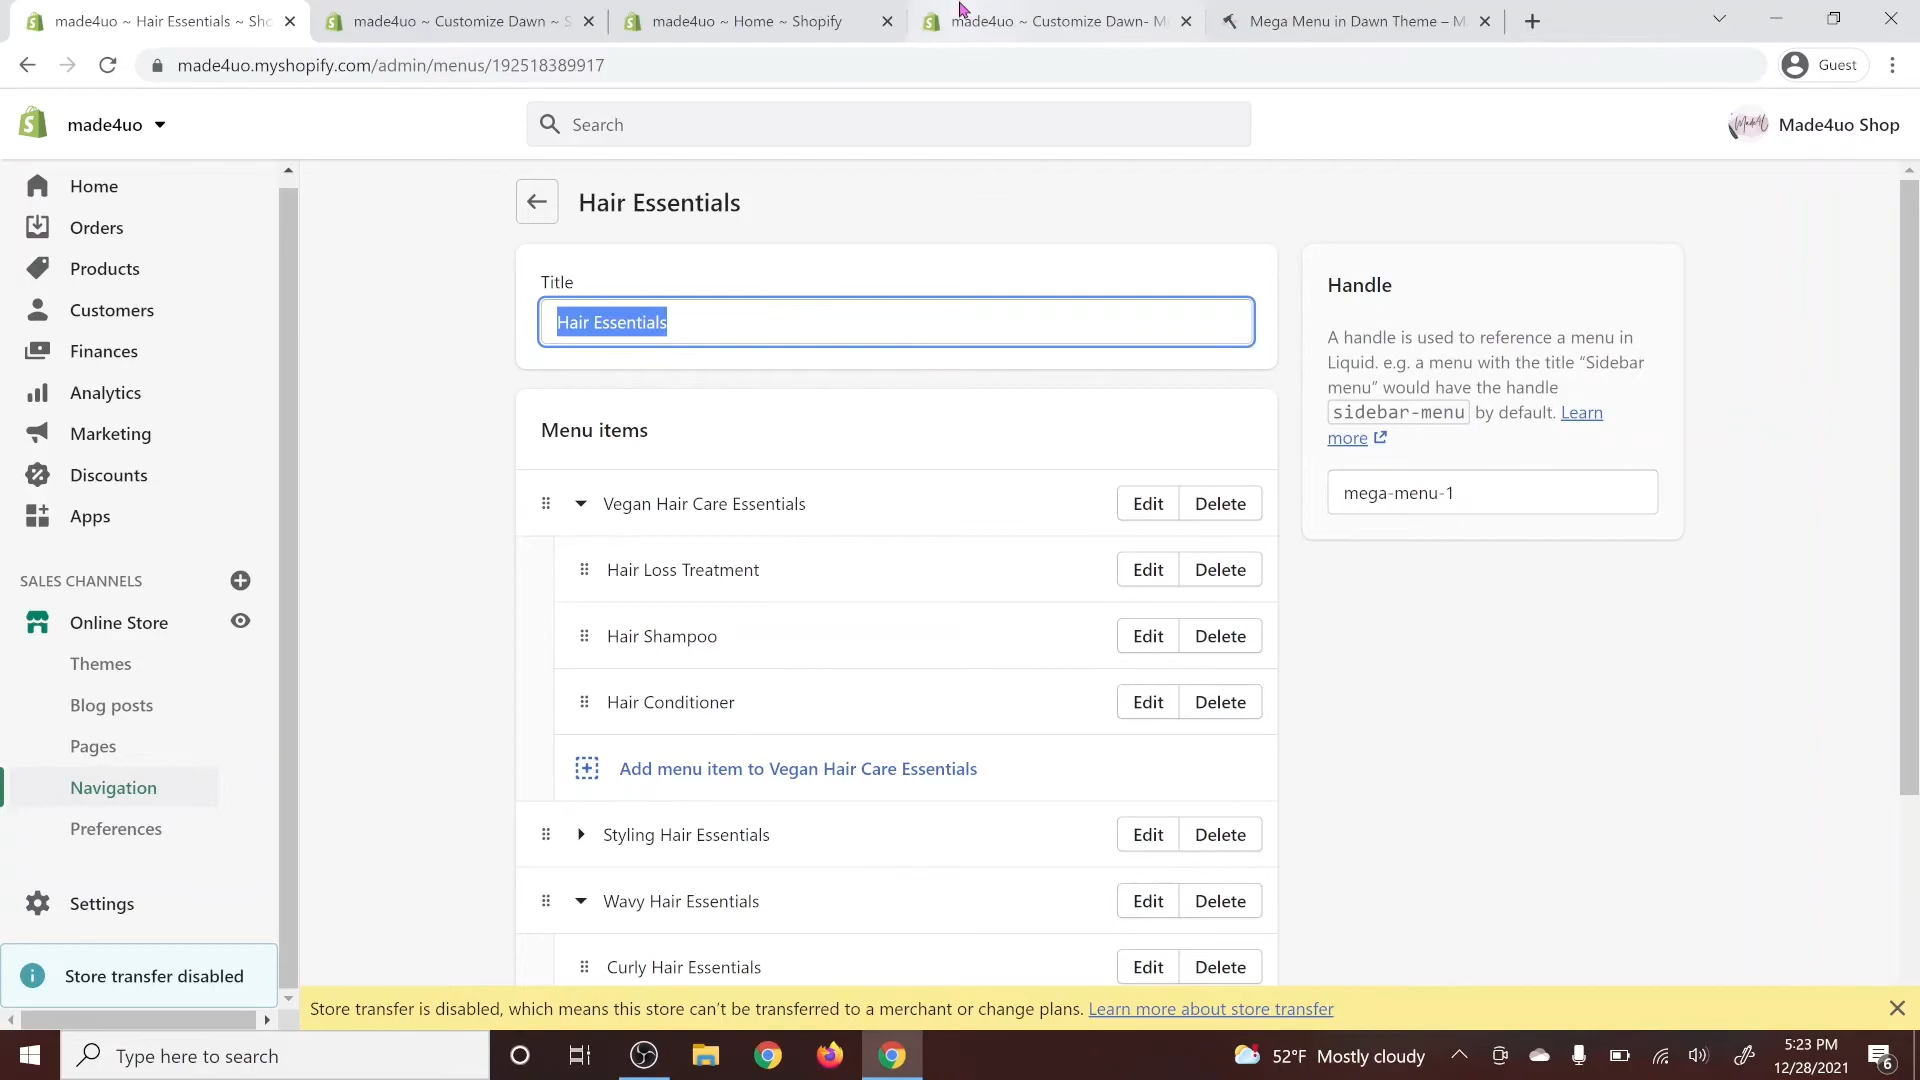 made4uo ~ Hair Essentials ~ Sho
made4uo ~ Customize Dawn ~ S
made4uo ~ Home ~ Shopify
made4uo ~ Customize Dawn- M
Mega Menu in Dawn Theme – M
made4uo.myshopify.com/admin/menus/192518389917
Guest
made4uo
Search
Made4uo Shop
Home
Orders
Products
Customers
Finances
Analytics
Marketing
Discounts
Apps
SALES CHANNELS
Online Store
Themes
Blog posts
Pages
Navigation
Preferences
Settings
Store transfer disabled
Hair Essentials
Title
Hair Essentials
Menu items
Vegan Hair Care Essentials
Edit Delete
Hair Loss Treatment
Edit Delete
Hair Shampoo
Edit Delete
Hair Conditioner
Edit Delete
Add menu item to Vegan Hair Care Essentials
Styling Hair Essentials
Edit Delete
Wavy Hair Essentials
Edit Delete
Curly Hair Essentials
Edit Delete
Handle
A handle is used to reference a menu in
Liquid. e.g. a menu with the title “Sidebar
menu” would have the handle
sidebar-menu by default. Learn
more
mega-menu-1
Store transfer is disabled, which means this store can’t be transferred to a merchant or change plans. Learn more about store transfer
Type here to search
52°F Mostly cloudy
5:23 PM
12/28/2021
6